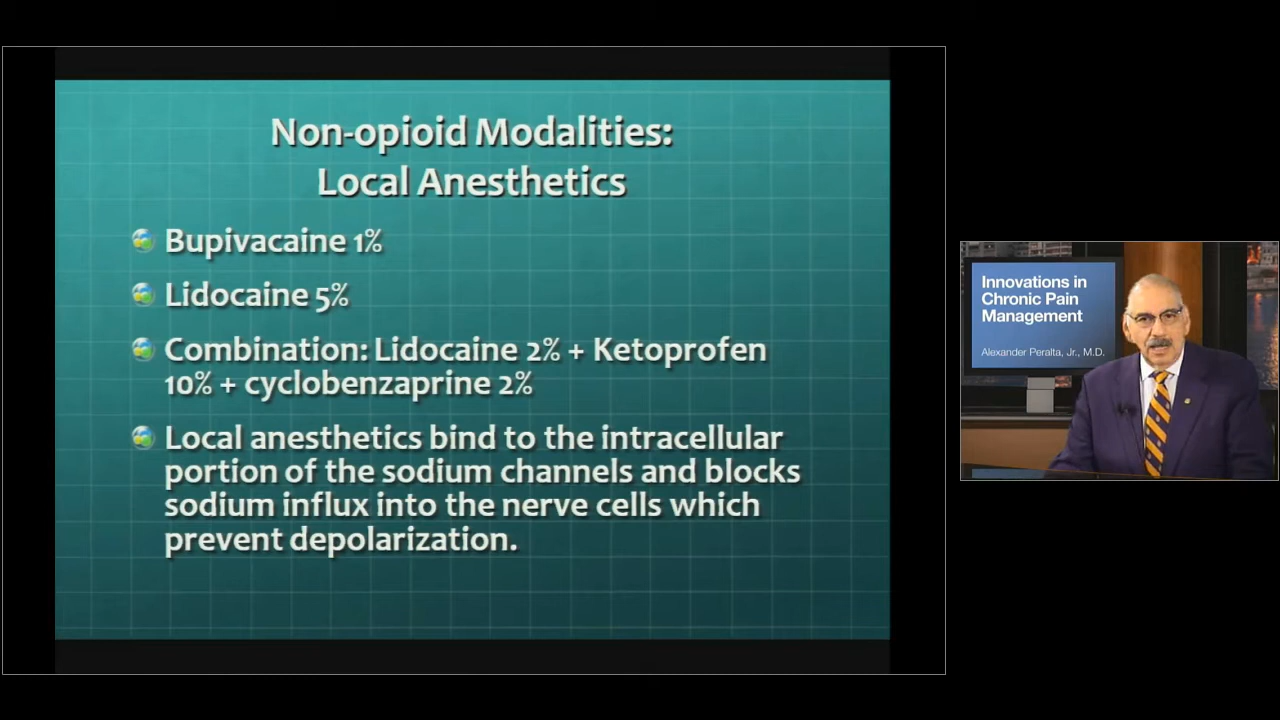 Non-opioid Modalities:
Local Anesthetics
Bupivacaine 1%
Lidocaine 5%
Combination: Lidocaine 2% + Ketoprofen
10% + cyclobenzaprine 2%
Local anesthetics bind to the intracellular
portion of the sodium channels and blocks
sodium influx into the nerve cells which
prevent depolarization.
Innovations in
Chronic Pain
Management
Alexander Peralta, Jr., M.D.